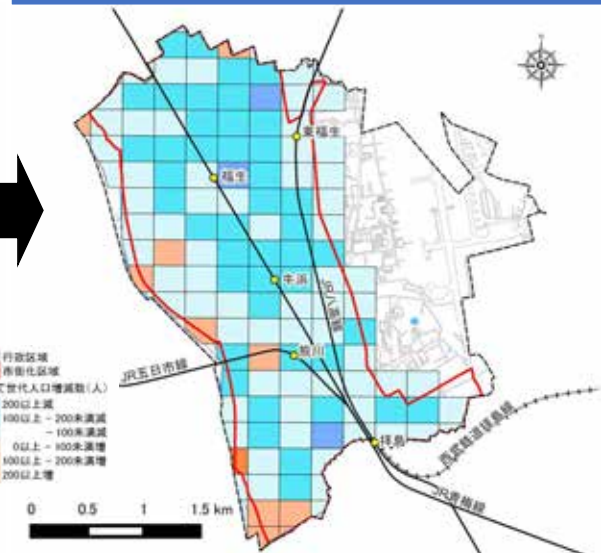 東福生
福生
牛浜
JR八高線
熊川
JR五日市線
拝島
西武鉄道拝島線
JR青梅線
行政区域
市街化区域
て世代人口増減数(人)
200以上減
100以上 - 200未満減
- 100未満減
0以上 - 100未満増
100以上 - 200未満増
200以上増
0 0.5 1 1.5 km